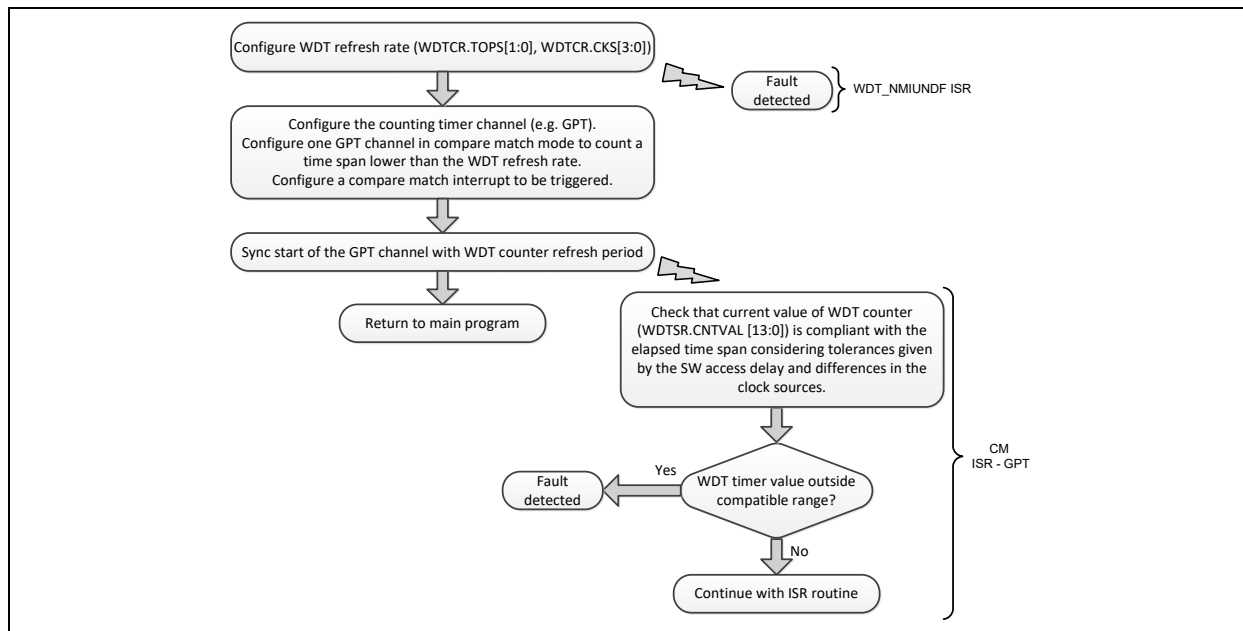 Configure WDT refresh rate (WDTCR.TOPS[1:0], WDTCR.CKS[3:0])
Fault
detected
WDT_NMIUNDF ISR
Configure the counting timer channel (e.g. GPT).
Configure one GPT channel in compare match mode to count a
time span lower than the WDT refresh rate.
Configure a compare match interrupt to be triggered.
Sync start of the GPT channel with WDT counter refresh period
Return to main program
Check that current value of WDT counter
(WDTSR.CNTVAL [13:0]) is compliant with the
elapsed time span considering tolerances given
by the SW access delay and differences in the
clock sources.
CM
ISR - GPT
Yes
WDT timer value outside
compatible range?
Fault
detected
No
Continue with ISR routine